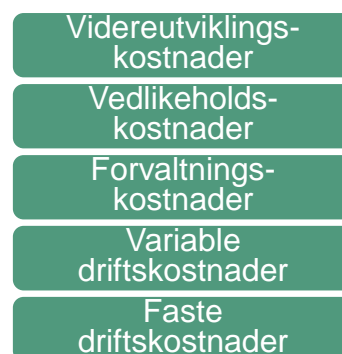 Videreutviklings-
kostnader
Vedlikeholds-
kostnader
Forvaltnings-
kostnader
Variable
driftskostnader
Faste
driftskostnader